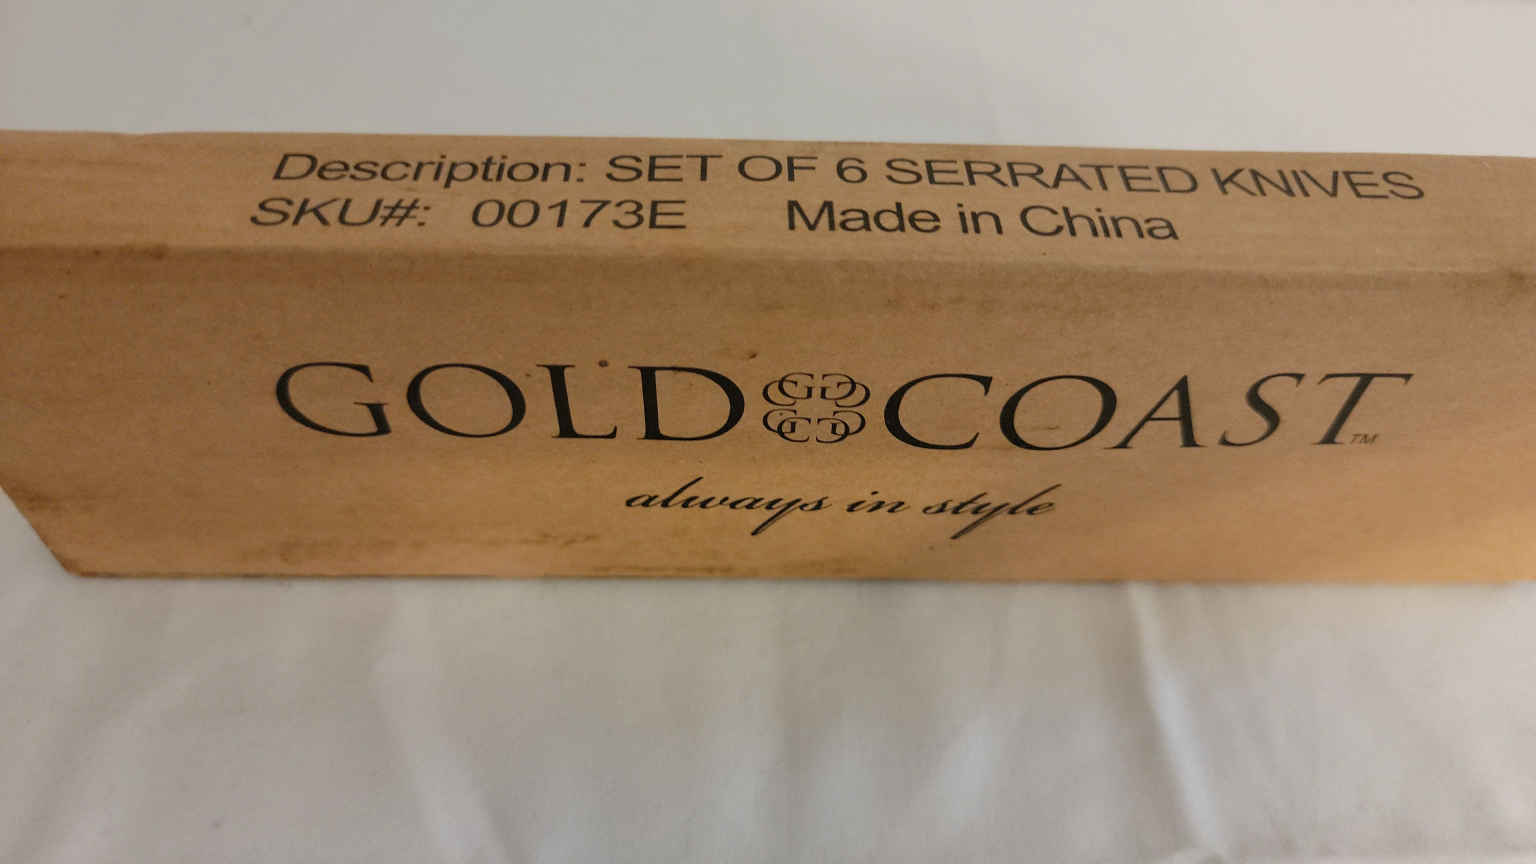 Description: SET OF 6 SERRATED KNIVES
SKU#: 00173E Made in China
GOLD COAST™
always in style